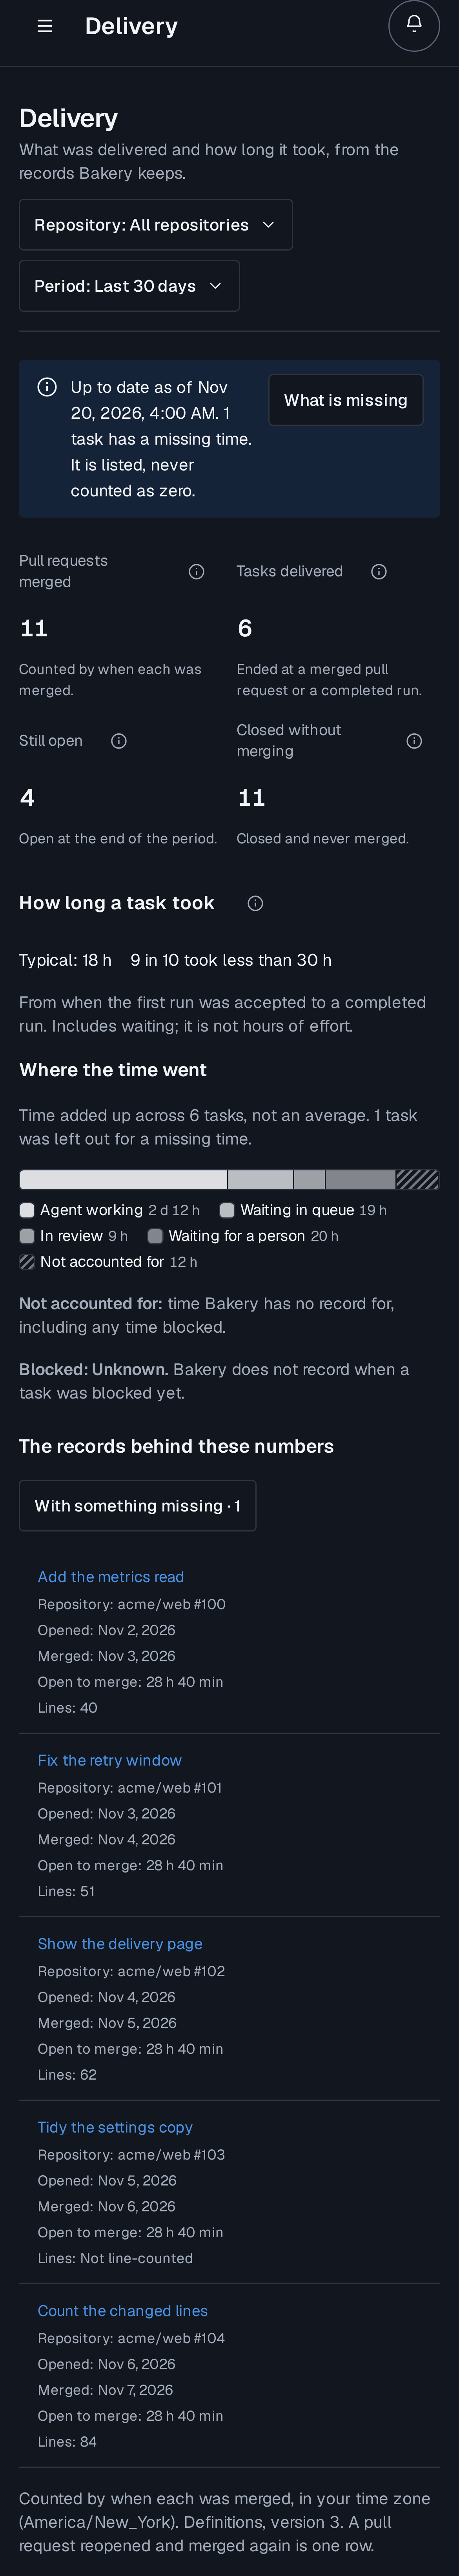 Delivery
Delivery
What was delivered and how long it took, from the
records Bakery keeps.
Repository: All repositories
Period: Last 30 days
Up to date as of Nov
20, 2026, 4:00 AM. 1
task has a missing time.
It is listed, never
counted as zero.
What is missing
Pull requests
merged
11
Counted by when each was
merged.
Tasks delivered
6
Ended at a merged pull
request or a completed run.
Still open
4
Open at the end of the period.
Closed without
merging
11
Closed and never merged.
How long a task took
Typical: 18 h 9 in 10 took less than 30 h
From when the first run was accepted to a completed
run. Includes waiting; it is not hours of effort.
Where the time went
Time added up across 6 tasks, not an average. 1 task
was left out for a missing time.
Agent working 2 d 12 h Waiting in queue 19 h
In review 9 h Waiting for a person 20 h
Not accounted for 12 h
Not accounted for: time Bakery has no record for,
including any time blocked.
Blocked: Unknown. Bakery does not record when a
task was blocked yet.
The records behind these numbers
With something missing · 1
Add the metrics read
Repository: acme/web #100
Opened: Nov 2, 2026
Merged: Nov 3, 2026
Open to merge: 28 h 40 min
Lines: 40
Fix the retry window
Repository: acme/web #101
Opened: Nov 3, 2026
Merged: Nov 4, 2026
Open to merge: 28 h 40 min
Lines: 51
Show the delivery page
Repository: acme/web #102
Opened: Nov 4, 2026
Merged: Nov 5, 2026
Open to merge: 28 h 40 min
Lines: 62
Tidy the settings copy
Repository: acme/web #103
Opened: Nov 5, 2026
Merged: Nov 6, 2026
Open to merge: 28 h 40 min
Lines: Not line-counted
Count the changed lines
Repository: acme/web #104
Opened: Nov 6, 2026
Merged: Nov 7, 2026
Open to merge: 28 h 40 min
Lines: 84
Counted by when each was merged, in your time zone
(America/New_York). Definitions, version 3. A pull
request reopened and merged again is one row.